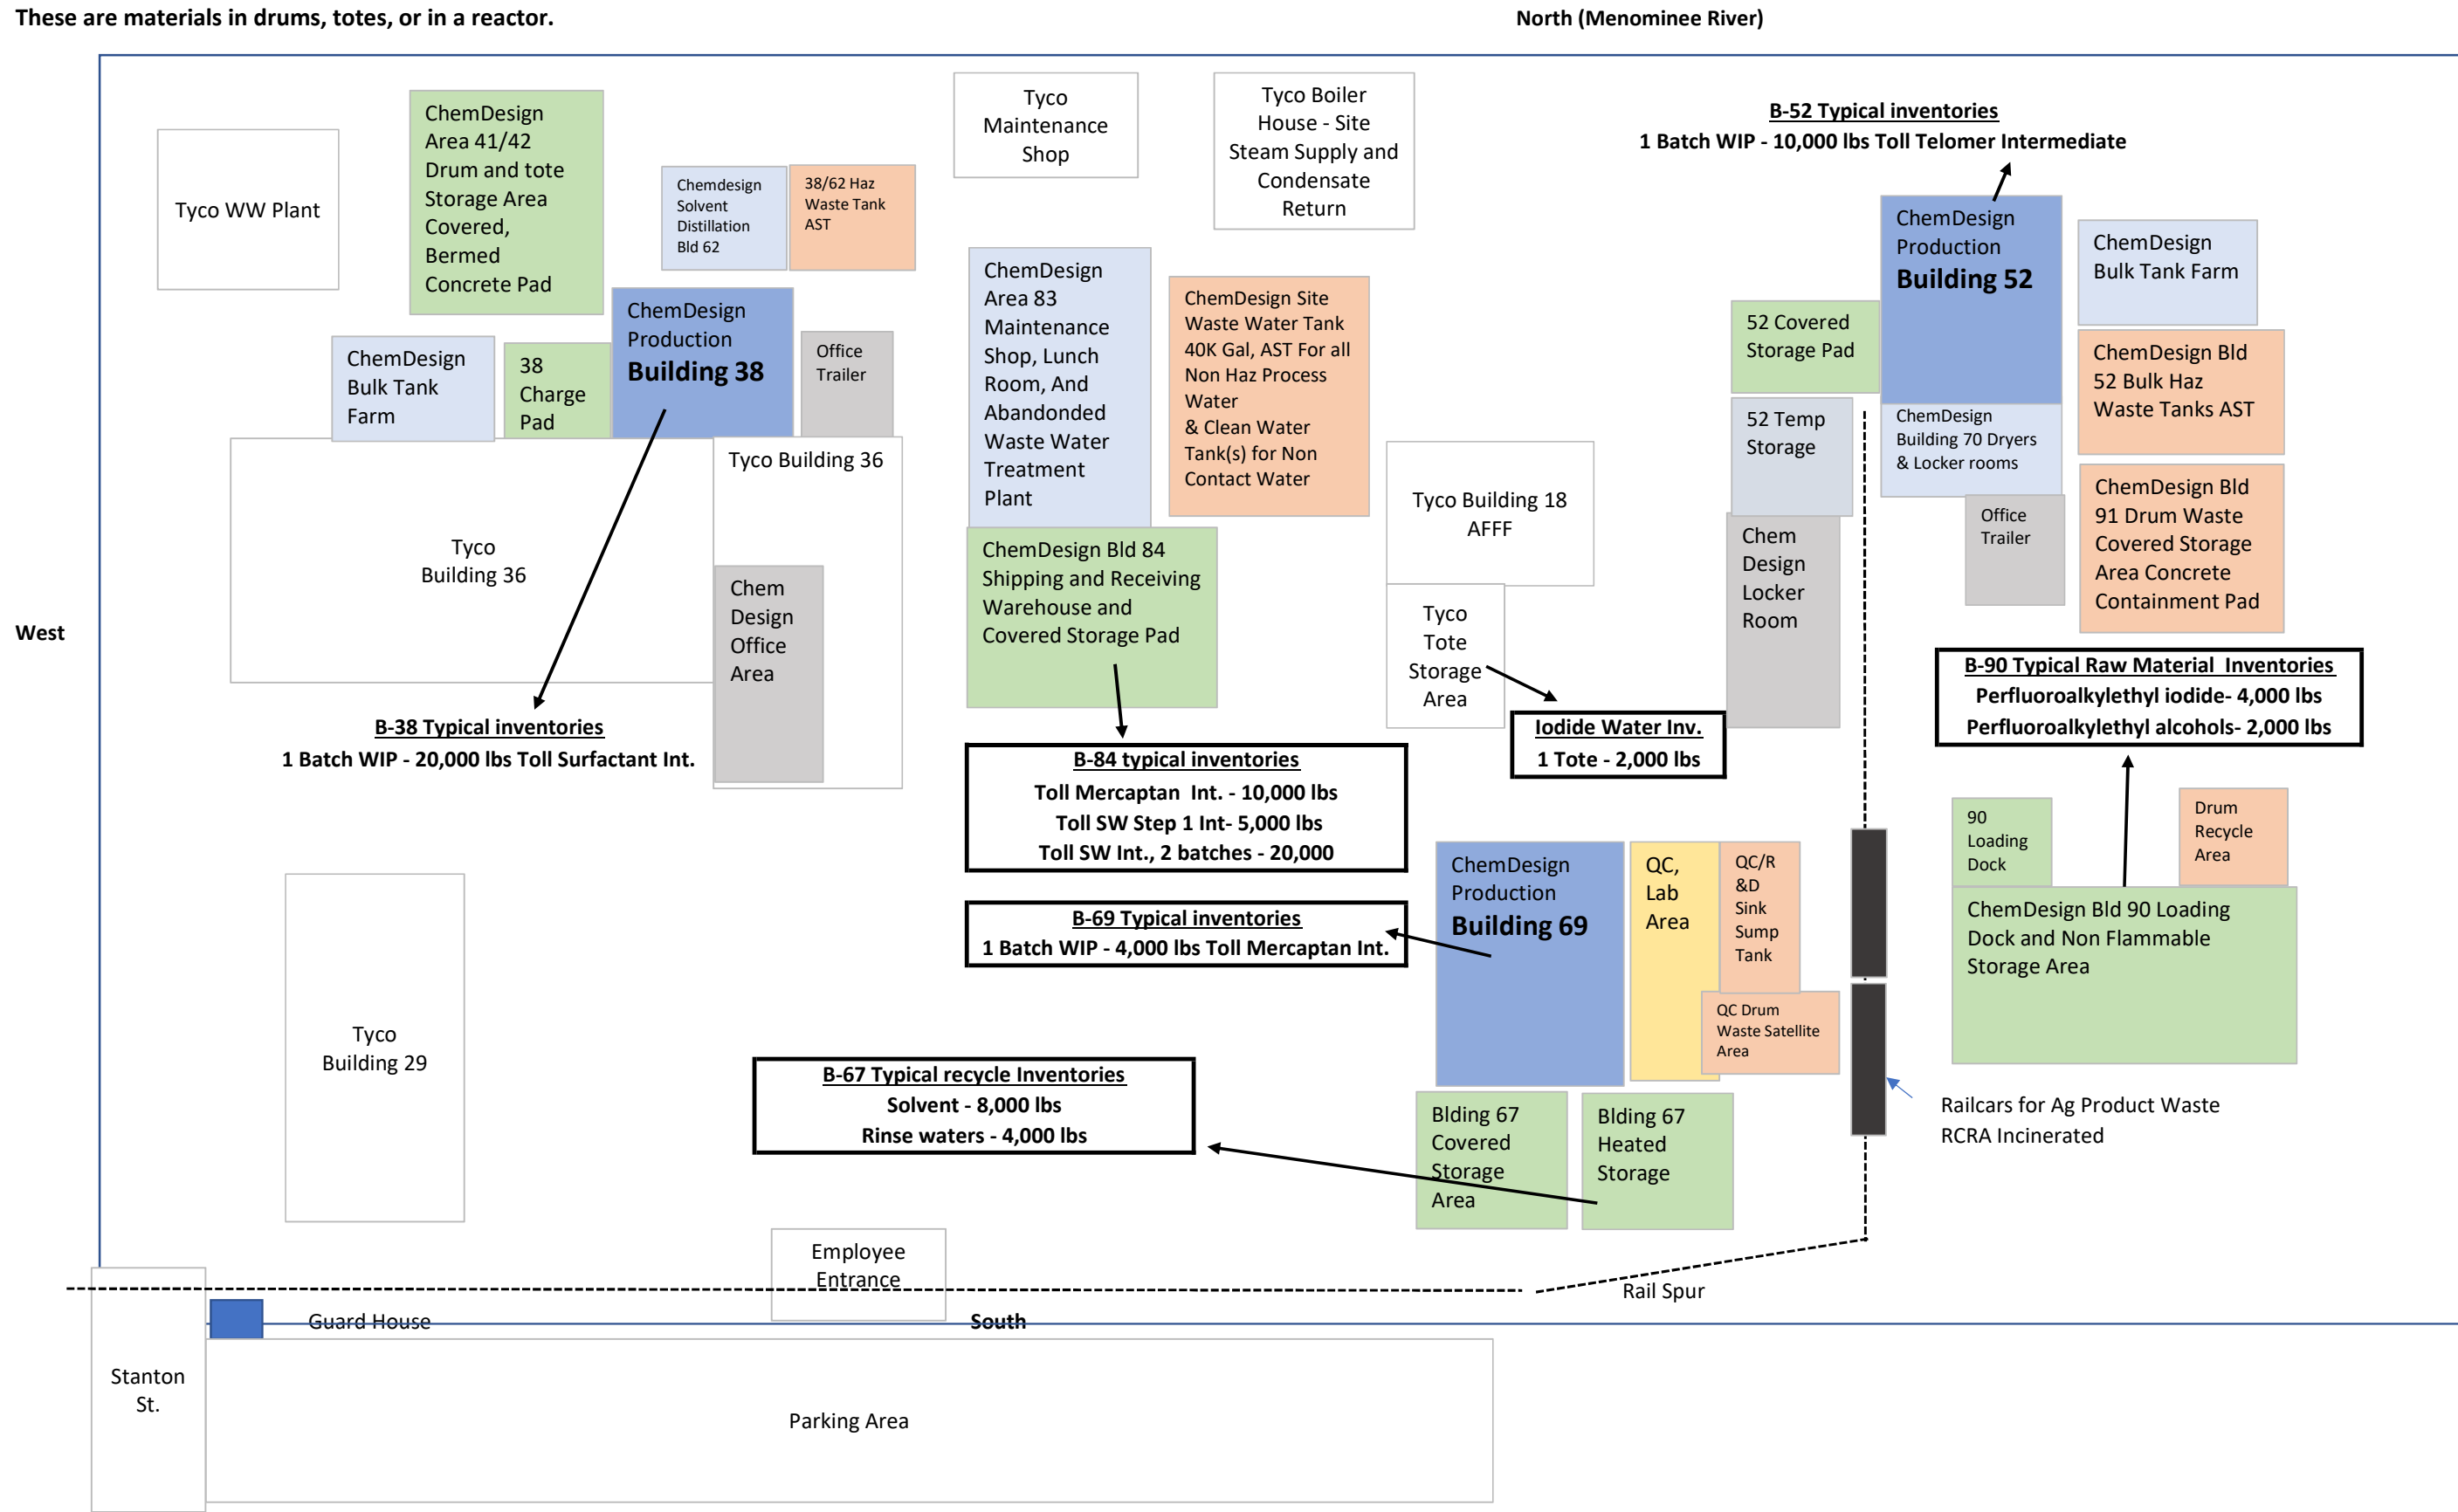 These are materials in drums, totes, or in a reactor.
North (Menominee River)
Tyco WW Plant
ChemDesign
Area 41/42
Drum and tote
Storage Area
Covered,
Bermed
Concrete Pad
Chemdesign
Solvent
Distillation
Bld 62
38/62 Haz
Waste Tank
AST
Tyco
Maintenance
Shop
Tyco Boiler
House - Site
Steam Supply and
Condensate
Return
B-52 Typical inventories
1 Batch WIP - 10,000 lbs Toll Telomer Intermediate
ChemDesign
Production
Building 52
ChemDesign
Bulk Tank Farm
ChemDesign
Bulk Tank
Farm
38
Charge
Pad
ChemDesign
Production
Building 38
Office
Trailer
ChemDesign
Area 83
Maintenance
Shop, Lunch
Room, And
Abandonded
Waste Water
Treatment
Plant
ChemDesign Site
Waste Water Tank
40K Gal, AST For all
Non Haz Process
Water
& Clean Water
Tank(s) for Non
Contact Water
52 Covered
Storage Pad
ChemDesign Bld
52 Bulk Haz
Waste Tanks AST
52 Temp
Storage
ChemDesign
Building 70 Dryers
& Locker rooms
Tyco Building 36
Tyco
Building 36
Chem
Design
Office
Area
ChemDesign Bld 84
Shipping and Receiving
Warehouse and
Covered Storage Pad
Tyco Building 18
AFFF
Tyco
Tote
Storage
Area
Chem
Design
Locker
Room
Office
Trailer
ChemDesign Bld
91 Drum Waste
Covered Storage
Area Concrete
Containment Pad
West
B-38 Typical inventories
1 Batch WIP - 20,000 lbs Toll Surfactant Int.
B-84 typical inventories
Toll Mercaptan Int. - 10,000 lbs
Toll SW Step 1 Int- 5,000 lbs
Toll SW Int., 2 batches - 20,000
Iodide Water Inv.
1 Tote - 2,000 lbs
B-90 Typical Raw Material Inventories
Perfluoroalkylethyl iodide- 4,000 lbs
Perfluoroalkylethyl alcohols- 2,000 lbs
B-69 Typical inventories
1 Batch WIP - 4,000 lbs Toll Mercaptan Int.
ChemDesign
Production
Building 69
QC,
Lab
Area
QC/R
&D
Sink
Sump
Tank
QC Drum
Waste Satellite
Area
90
Loading
Dock
Drum
Recycle
Area
ChemDesign Bld 90 Loading
Dock and Non Flammable
Storage Area
Tyco
Building 29
B-67 Typical recycle Inventories
Solvent - 8,000 lbs
Rinse waters - 4,000 lbs
Blding 67
Covered
Storage
Area
Blding 67
Heated
Storage
Railcars for Ag Product Waste
RCRA Incinerated
Employee
Entrance
Rail Spur
Guard House
South
Stanton
St.
Parking Area